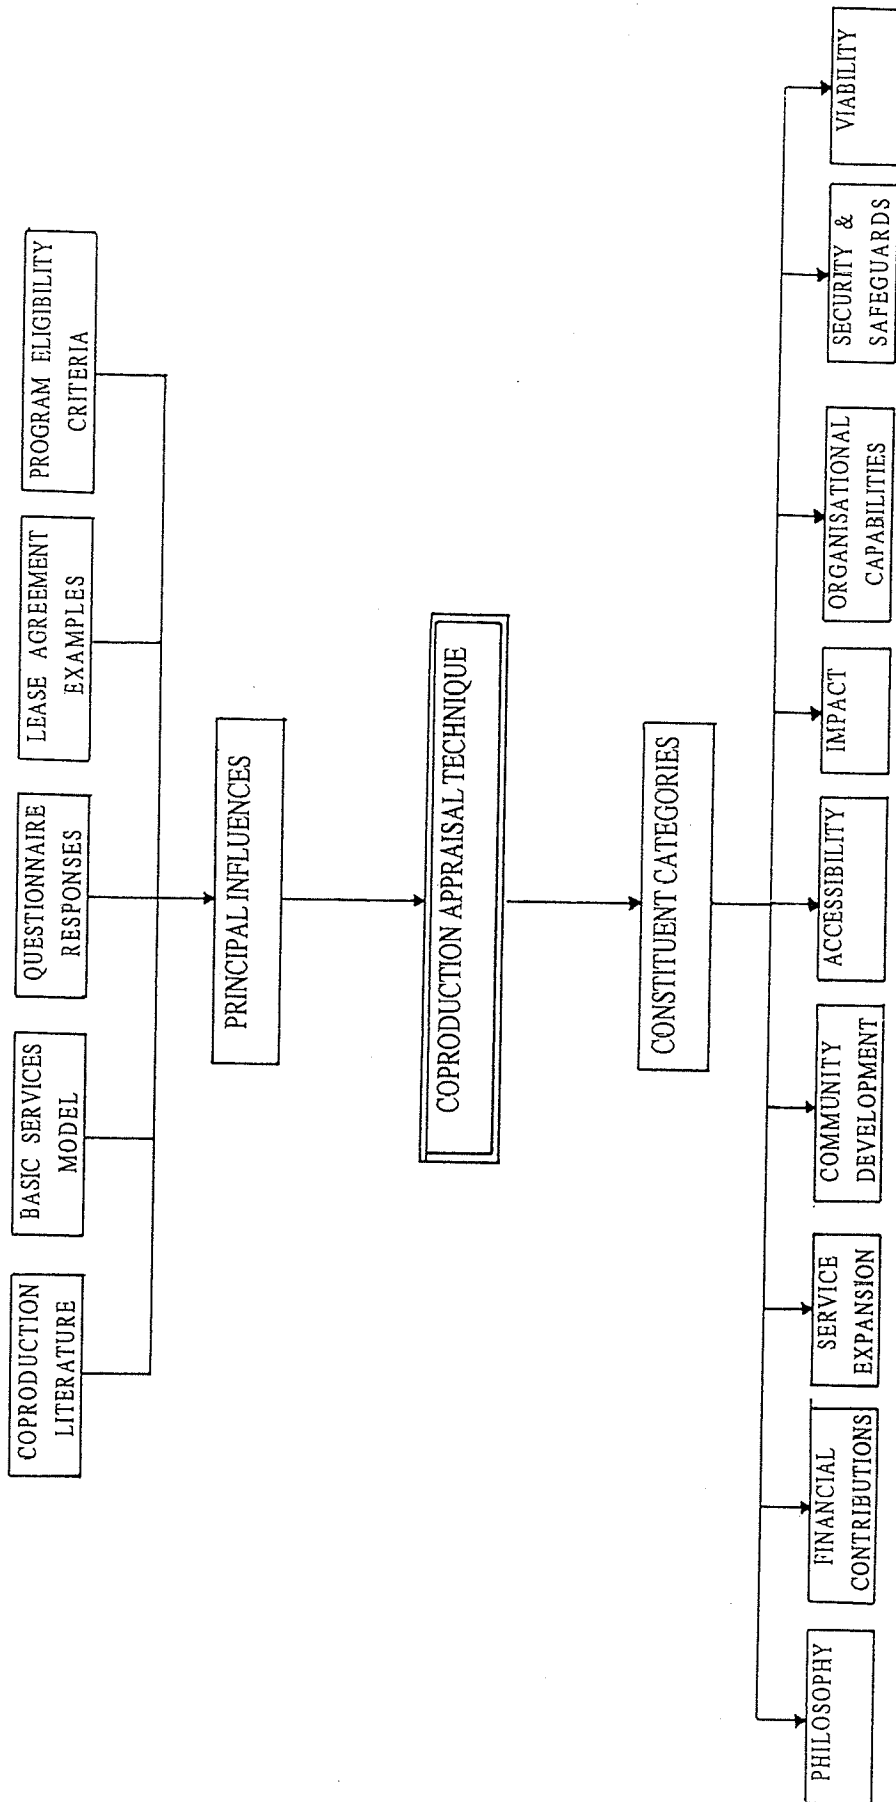 COPRODUCTION
LITERATURE
BASIC SERVICES
MODEL
QUESTIONNAIRE
RESPONSES
LEASE AGREEMENT
EXAMPLES
PROGRAM ELIGIBILITY
CRITERIA
PRINCIPAL INFLUENCES
COPRODUCTION APPRAISAL TECHNIQUE
CONSTITUENT CATEGORIES
PHILOSOPHY
FINANCIAL
CONTRIBUTIONS
SERVICE
EXPANSION
COMMUNITY
DEVELOPMENT
ACCESSIBILITY
IMPACT
ORGANISATIONAL
CAPABILITIES
SECURITY &
SAFEGUARDS
VIABILITY